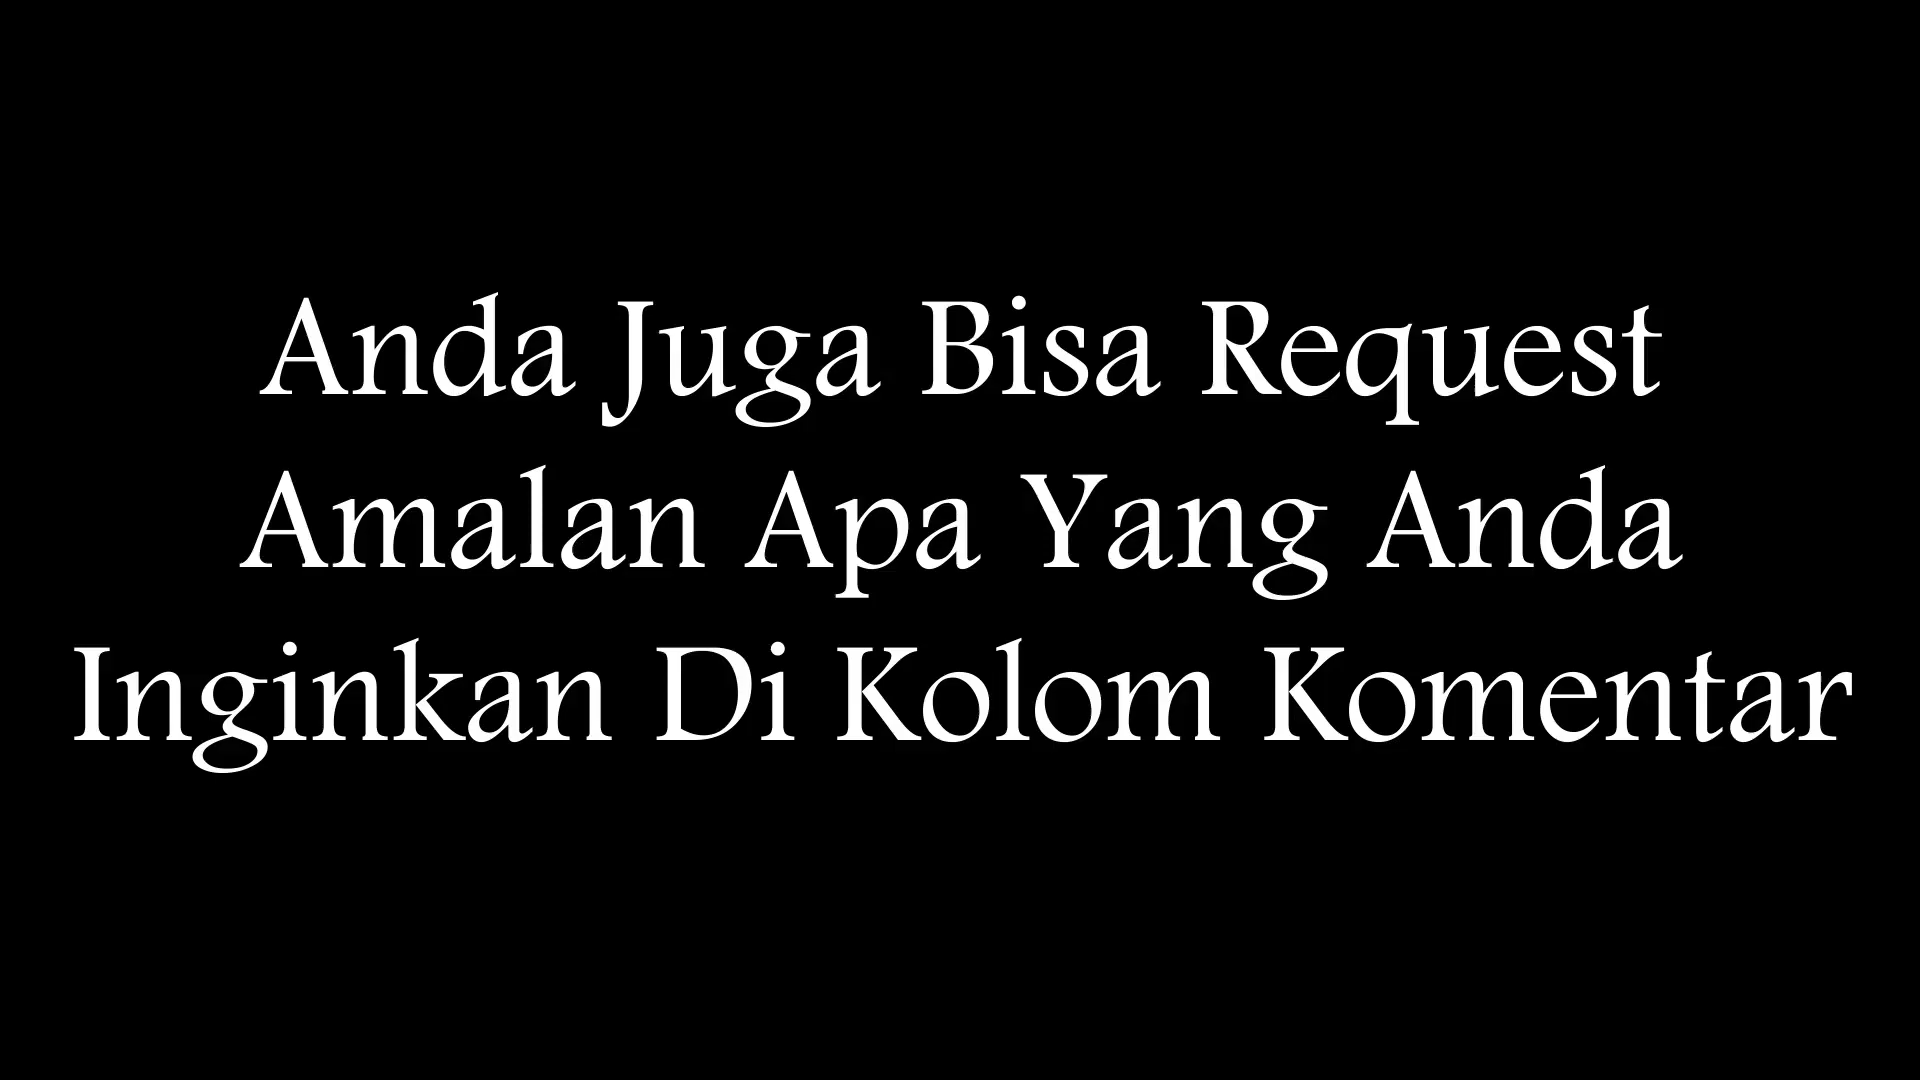 Anda Juga Bisa Request
Amalan Apa Yang Anda
Inginkan Di Kolom Komentar